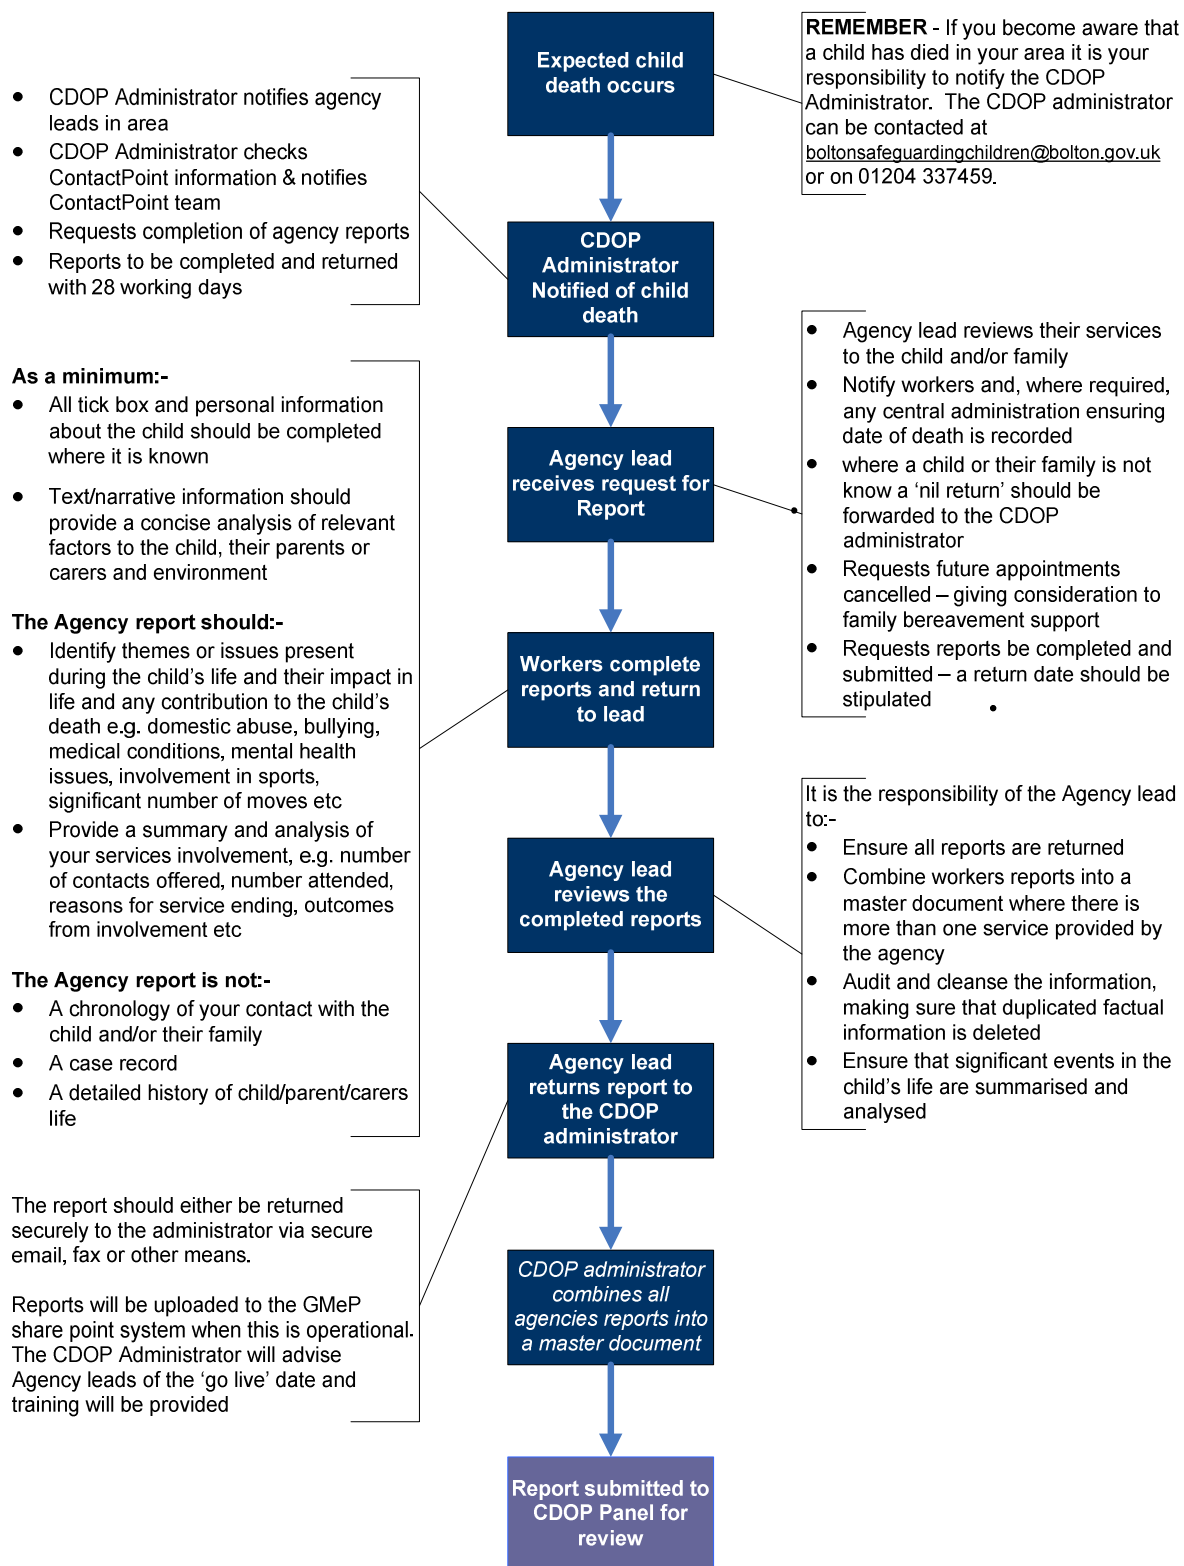 Expected child
death occurs
REMEMBER - If you become aware that
a child has died in your area it is your
responsibility to notify the CDOP
Administrator.  The CDOP administrator
can be contacted at
boltonsafeguardingchildren@bolton.gov.uk
or on 01204 337459.
• CDOP Administrator notifies agency
leads in area
• CDOP Administrator checks
ContactPoint information & notifies
ContactPoint team
• Requests completion of agency reports
• Reports to be completed and returned
with 28 working days
CDOP
Administrator
Notified of child
death
• Agency lead reviews their services
to the child and/or family
• Notify workers and, where required,
any central administration ensuring
date of death is recorded
• where a child or their family is not
know a ‘nil return’ should be
forwarded to the CDOP
administrator
• Requests future appointments
cancelled – giving consideration to
family bereavement support
• Requests reports be completed and
submitted – a return date should be
stipulated
Agency lead
receives request for
Report
As a minimum:-
• All tick box and personal information
about the child should be completed
where it is known
• Text/narrative information should
provide a concise analysis of relevant
factors to the child, their parents or
carers and environment
The Agency report should:-
• Identify themes or issues present
during the child’s life and their impact in
life and any contribution to the child’s
death e.g. domestic abuse, bullying,
medical conditions, mental health
issues, involvement in sports,
significant number of moves etc
• Provide a summary and analysis of
your services involvement, e.g. number
of contacts offered, number attended,
reasons for service ending, outcomes
from involvement etc
The Agency report is not:-
• A chronology of your contact with the
child and/or their family
• A case record
• A detailed history of child/parent/carers
life
Workers complete
reports and return
to lead
Agency lead
reviews the
completed reports
It is the responsibility of the Agency lead
to:-
• Ensure all reports are returned
• Combine workers reports into a
master document where there is
more than one service provided by
the agency
• Audit and cleanse the information,
making sure that duplicated factual
information is deleted
• Ensure that significant events in the
child’s life are summarised and
analysed
Agency lead
returns report to
the CDOP
administrator
The report should either be returned
securely to the administrator via secure
email, fax or other means.
Reports will be uploaded to the GMeP
share point system when this is operational.
The CDOP Administrator will advise
Agency leads of the ‘go live’ date and
training will be provided
CDOP administrator
combines all
agencies reports into
a master document
Report submitted to
CDOP Panel for
review